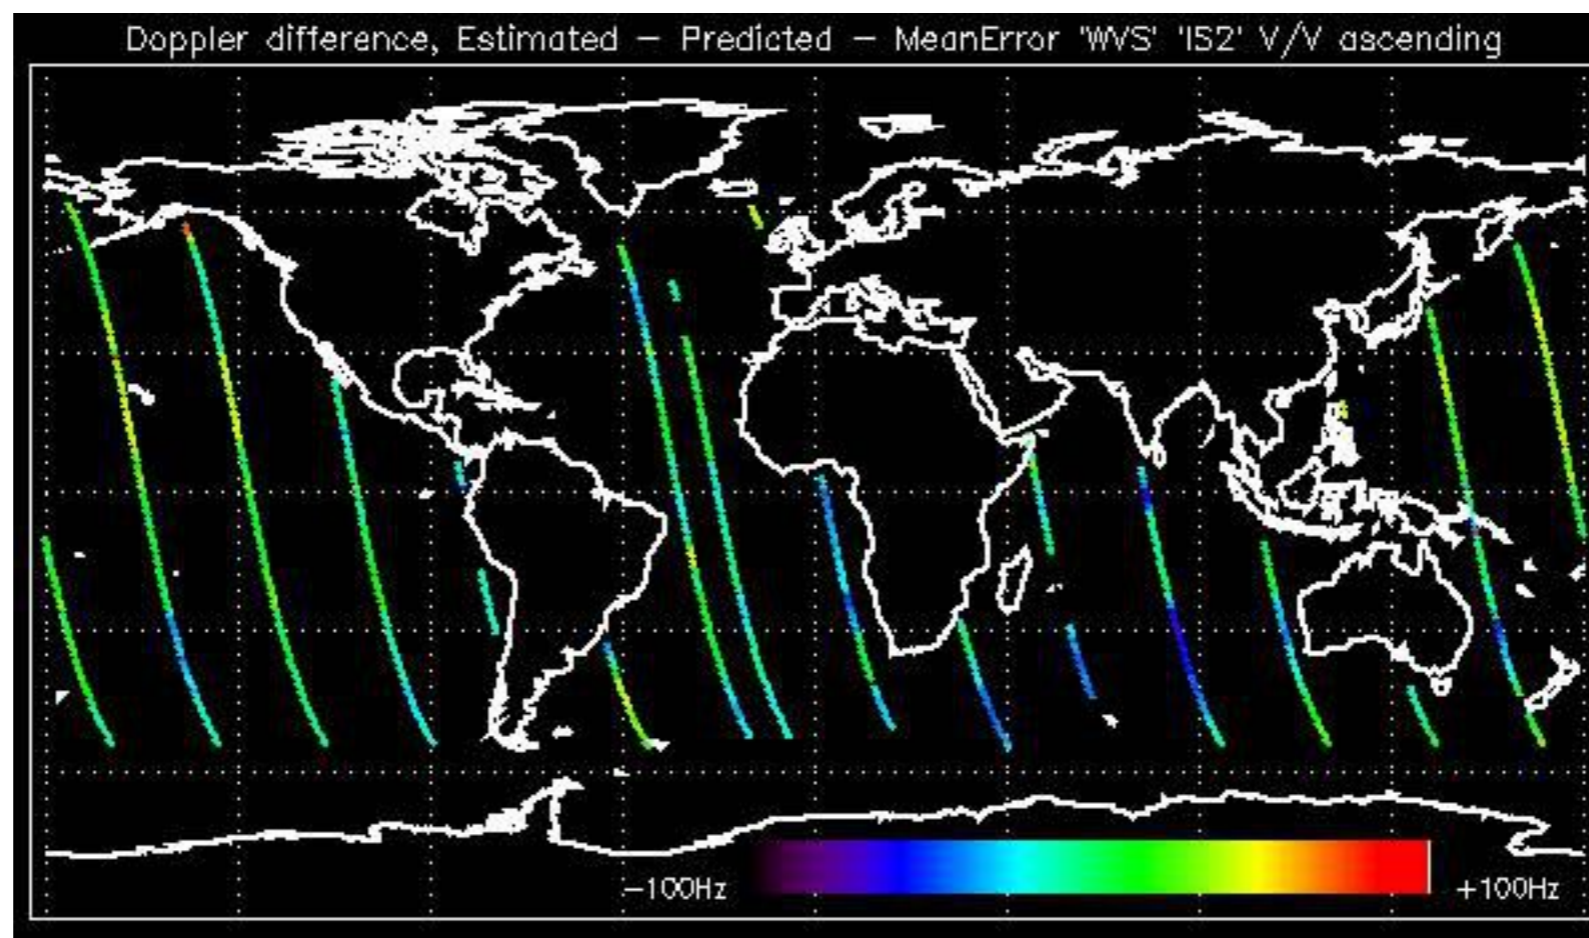 Doppler difference, Estimated – Predicted – MeanError 'WVS' 'IS2' V/V ascending
–100Hz
+100Hz